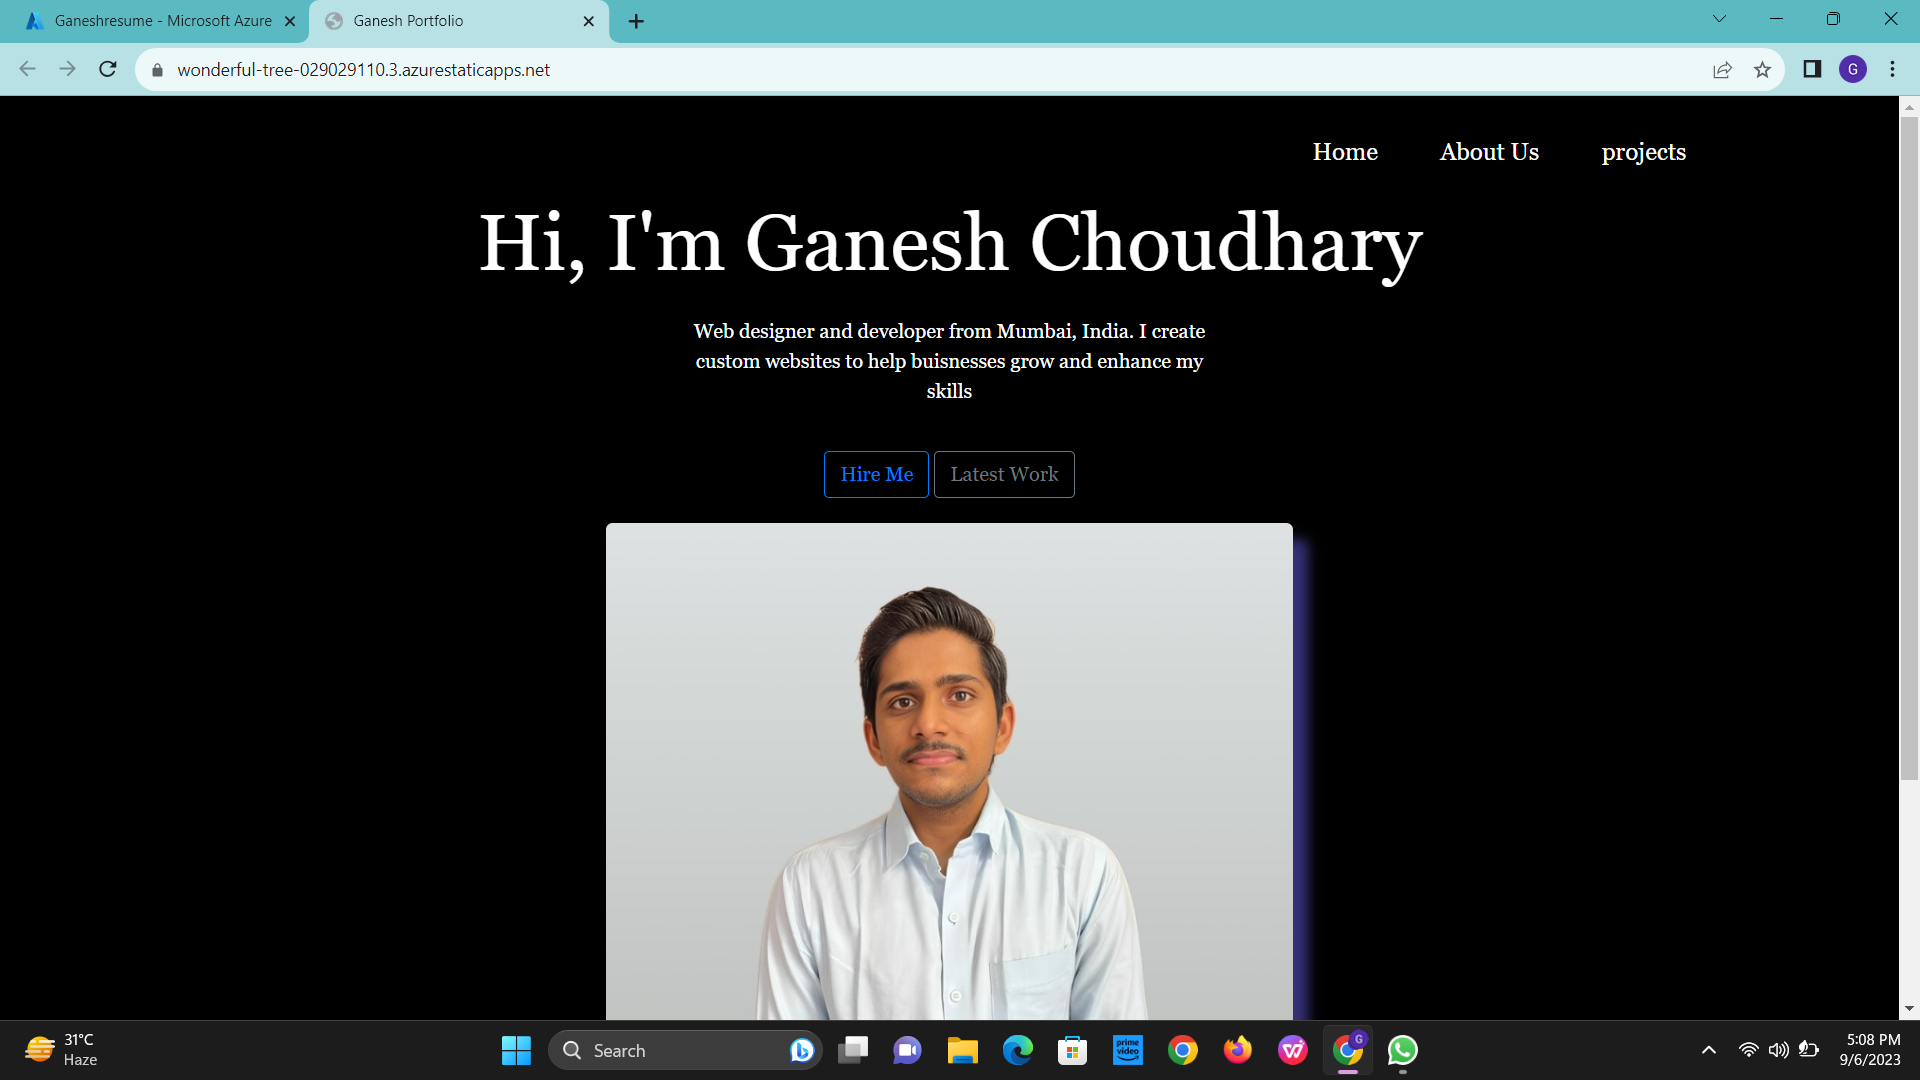 Ganeshresume - Microsoft Azure
Ganesh Portfolio
wonderful-tree-029029110.3.azurestaticapps.net
G
Home About Us projects
Hi, I'm Ganesh Choudhary
Web designer and developer from Mumbai, India. I create
custom websites to help buisnesses grow and enhance my
skills
Hire Me Latest Work
31°C
Haze
Search
prime
video
G
5:08 PM
9/6/2023